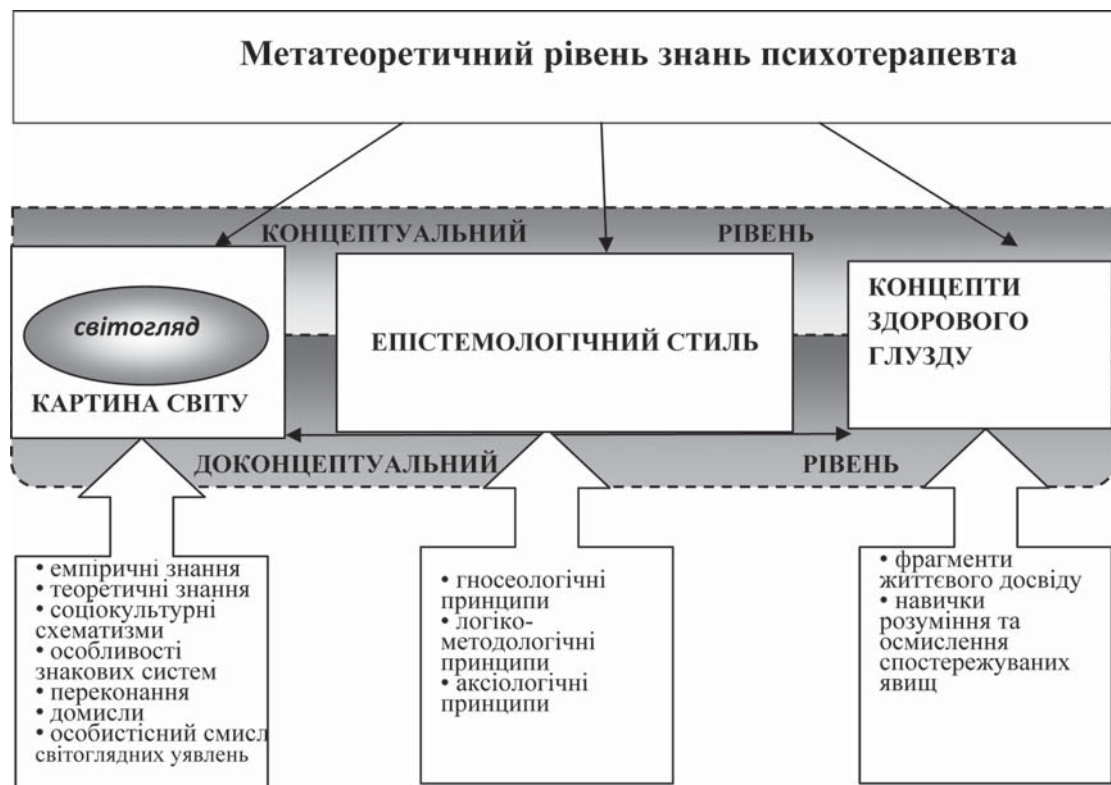 Метатеоретичний рівень знань психотерапевта
КОНЦЕПТУАЛЬНИЙ РІВЕНЬ
світогляд
КАРТИНА СВІТУ
ЕПІСТЕМОЛОГІЧНИЙ СТИЛЬ
КОНЦЕПТИ
ЗДОРОВОГО
ГЛУЗДУ
ДОКОНЦЕПТУАЛЬНИЙ РІВЕНЬ
• емпіричні знання
• теоретичні знання
• соціокультурні
схематизми
• особливості
знакових систем
• переконання
• домисли
• особистісний смисл
світоглядних уявлень
• гносеологічні
принципи
• логіко-
методологічні
принципи
• аксіологічні
принципи
• фрагменти
життєвого досвіду
• навички
розуміння та
осмислення
спостережуваних
явищ